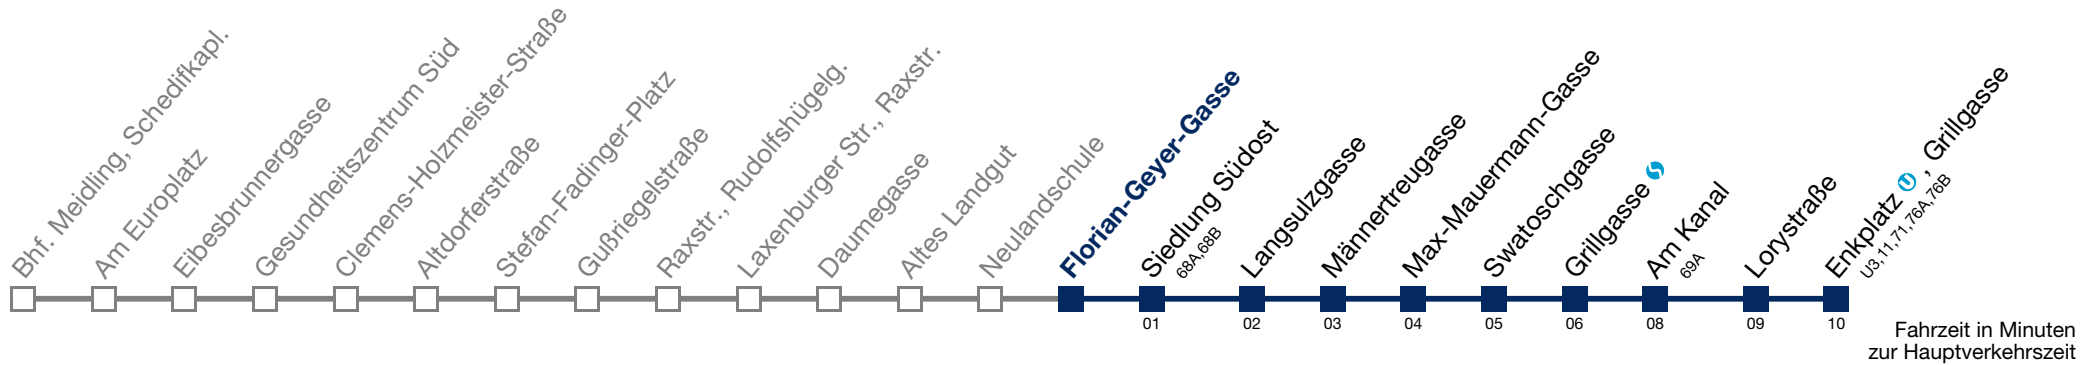 Bhf. Meidling, Schedifkapl.
Am Europlatz
Eibesbrunnergasse
Gesundheitszentrum Süd
Clemens-Holzmeister-Straße
Altdorferstraße
Stefan-Fadinger-Platz
Gußriegelstraße
Raxstr., Rudolfshügelg.
Laxenburger Str., Raxstr.
Daumegasse
Altes Landgut
Neulandschule
Florian-Geyer-Gasse
Siedlung Südost
68A,68B
01
Langsulzgasse
02
Männertreugasse
03
Max-Mauermann-Gasse
04
Swatoschgasse
05
Grillgasse S
06
Am Kanal
69A
08
Lorystraße
09
Enkplatz U, Grillgasse
U3,11,71,76A,76B
10
Fahrzeit in Minuten
zur Hauptverkehrszeit